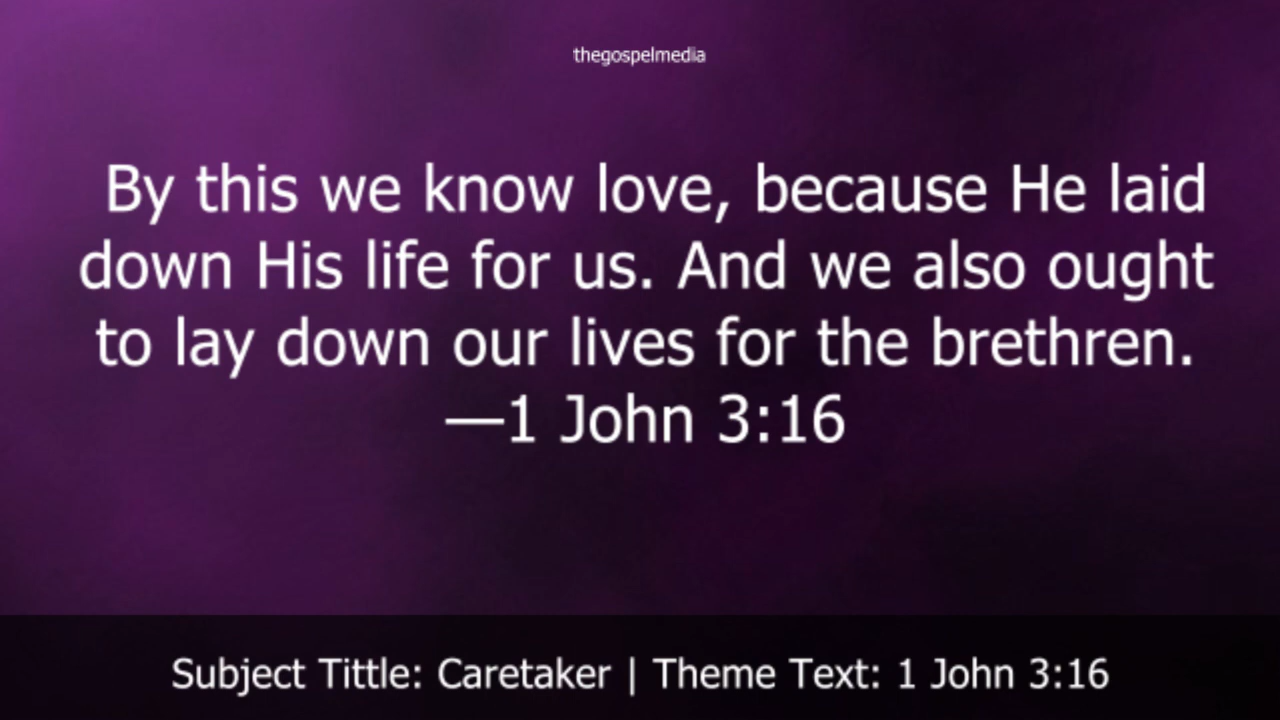 thegospelmedia
By this we know love, because He laid
down His life for us. And we also ought
to lay down our lives for the brethren.
—1 John 3:16
Subject Tittle: Caretaker | Theme Text: 1 John 3:16